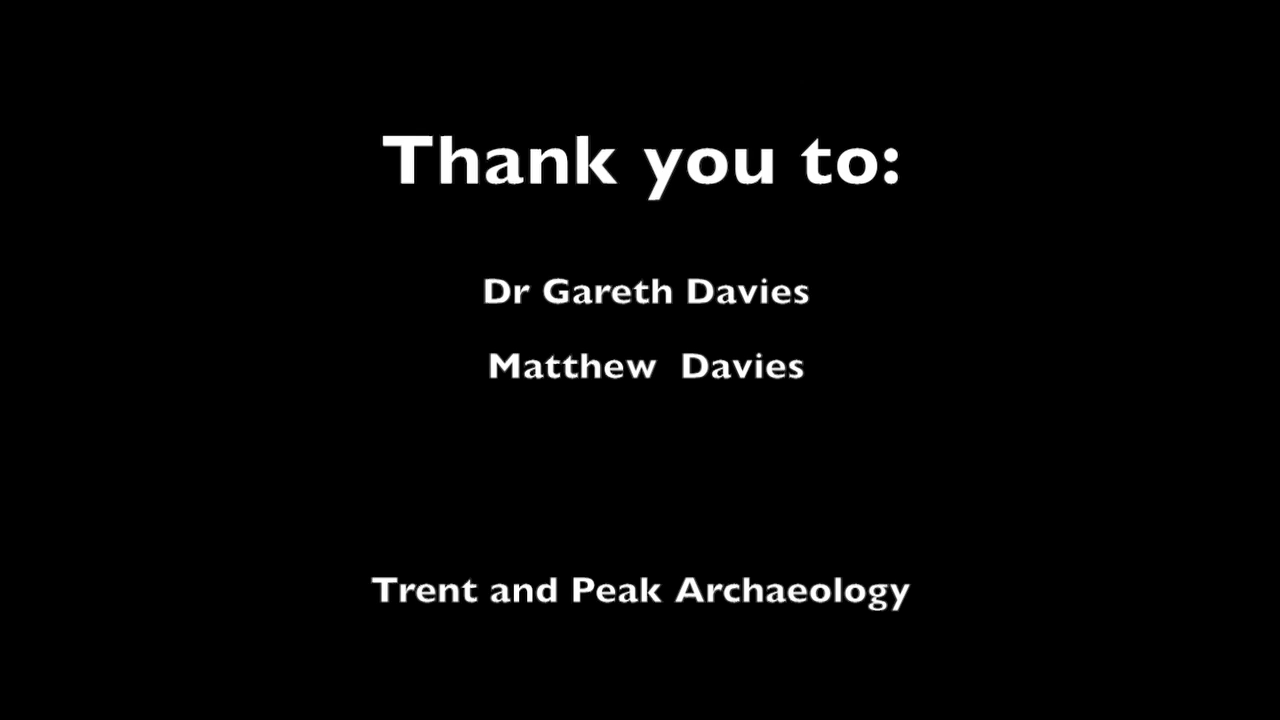 Thank you to:
Dr Gareth Davies
Matthew  Davies
Trent and Peak Archaeology